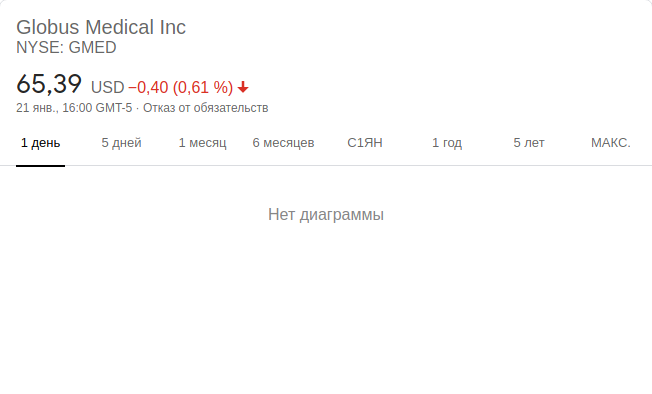 Globus Medical Inc
NYSE: GMED
65,39 USD −0,40 (0,61 %)
21 янв., 16:00 GMT-5 · Отказ от обязательств
1 день 5 дней 1 месяц 6 месяцев С1ЯН 1 год 5 лет МАКС.
Нет диаграммы